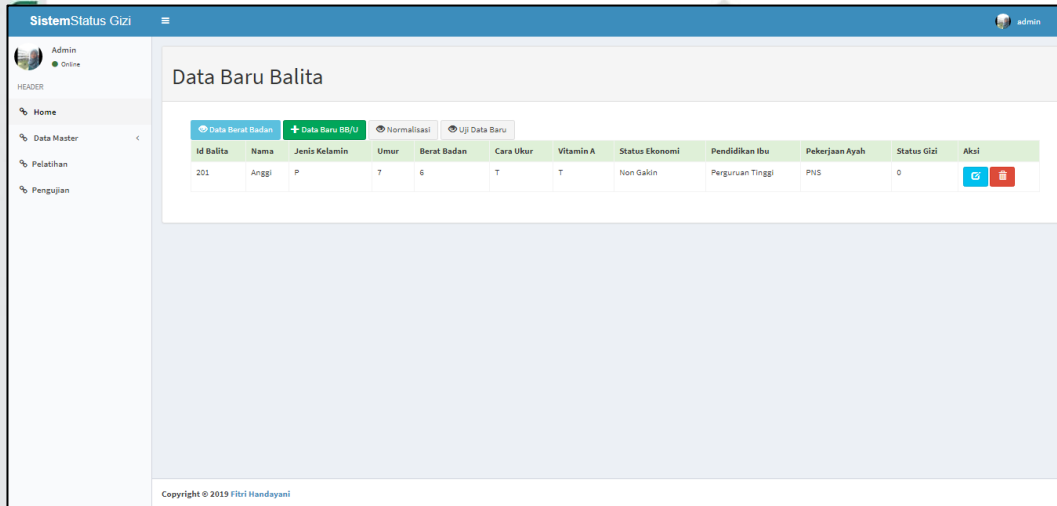 SistemStatus Gizi
admin
Admin
Online
HEADER
Home
Data Master
Pelatihan
Pengujian
Data Baru Balita
Data Berat Badan
Data Baru BB/U
Normalisasi
Uji Data Baru
Id Balita Nama Jenis Kelamin Umur Berat Badan Cara Ukur Vitamin A Status Ekonomi Pendidikan Ibu Pekerjaan Ayah Status Gizi Aksi
201 Anggi P 7 6 T T Non Gakin Perguruan Tinggi PNS 0
Copyright © 2019 Fitri Handayani